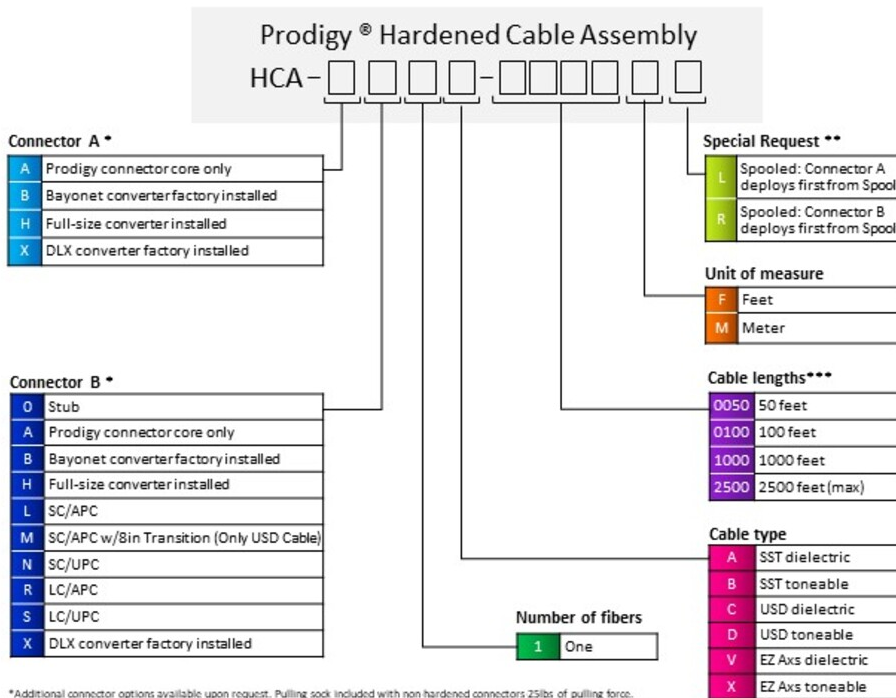 Prodigy ® Hardened Cable Assembly
HCA –
–
Connector A *
A Prodigy connector core only
B Bayonet converter factory installed
H Full-size converter installed
X DLX converter factory installed
Special Request **
L Spooled: Connector A
deploys first from Spool
R Spooled: Connector B
deploys first from Spool
Unit of measure
F Feet
M Meter
Connector B *
0 Stub
A Prodigy connector core only
B Bayonet converter factory installed
H Full-size converter installed
L SC/APC
M SC/APC w/8in Transition (Only USD Cable)
N SC/UPC
R LC/APC
S LC/UPC
X DLX converter factory installed
Cable lengths***
0050 50 feet
0100 100 feet
1000 1000 feet
2500 2500 feet (max)
Cable type
A SST dielectric
B SST toneable
C USD dielectric
D USD toneable
V EZ Axs dielectric
X EZ Axs toneable
Number of fibers
1 One
*Additional connector options available upon request. Pulling sock included with non hardened connectors 25lbs of pulling force.